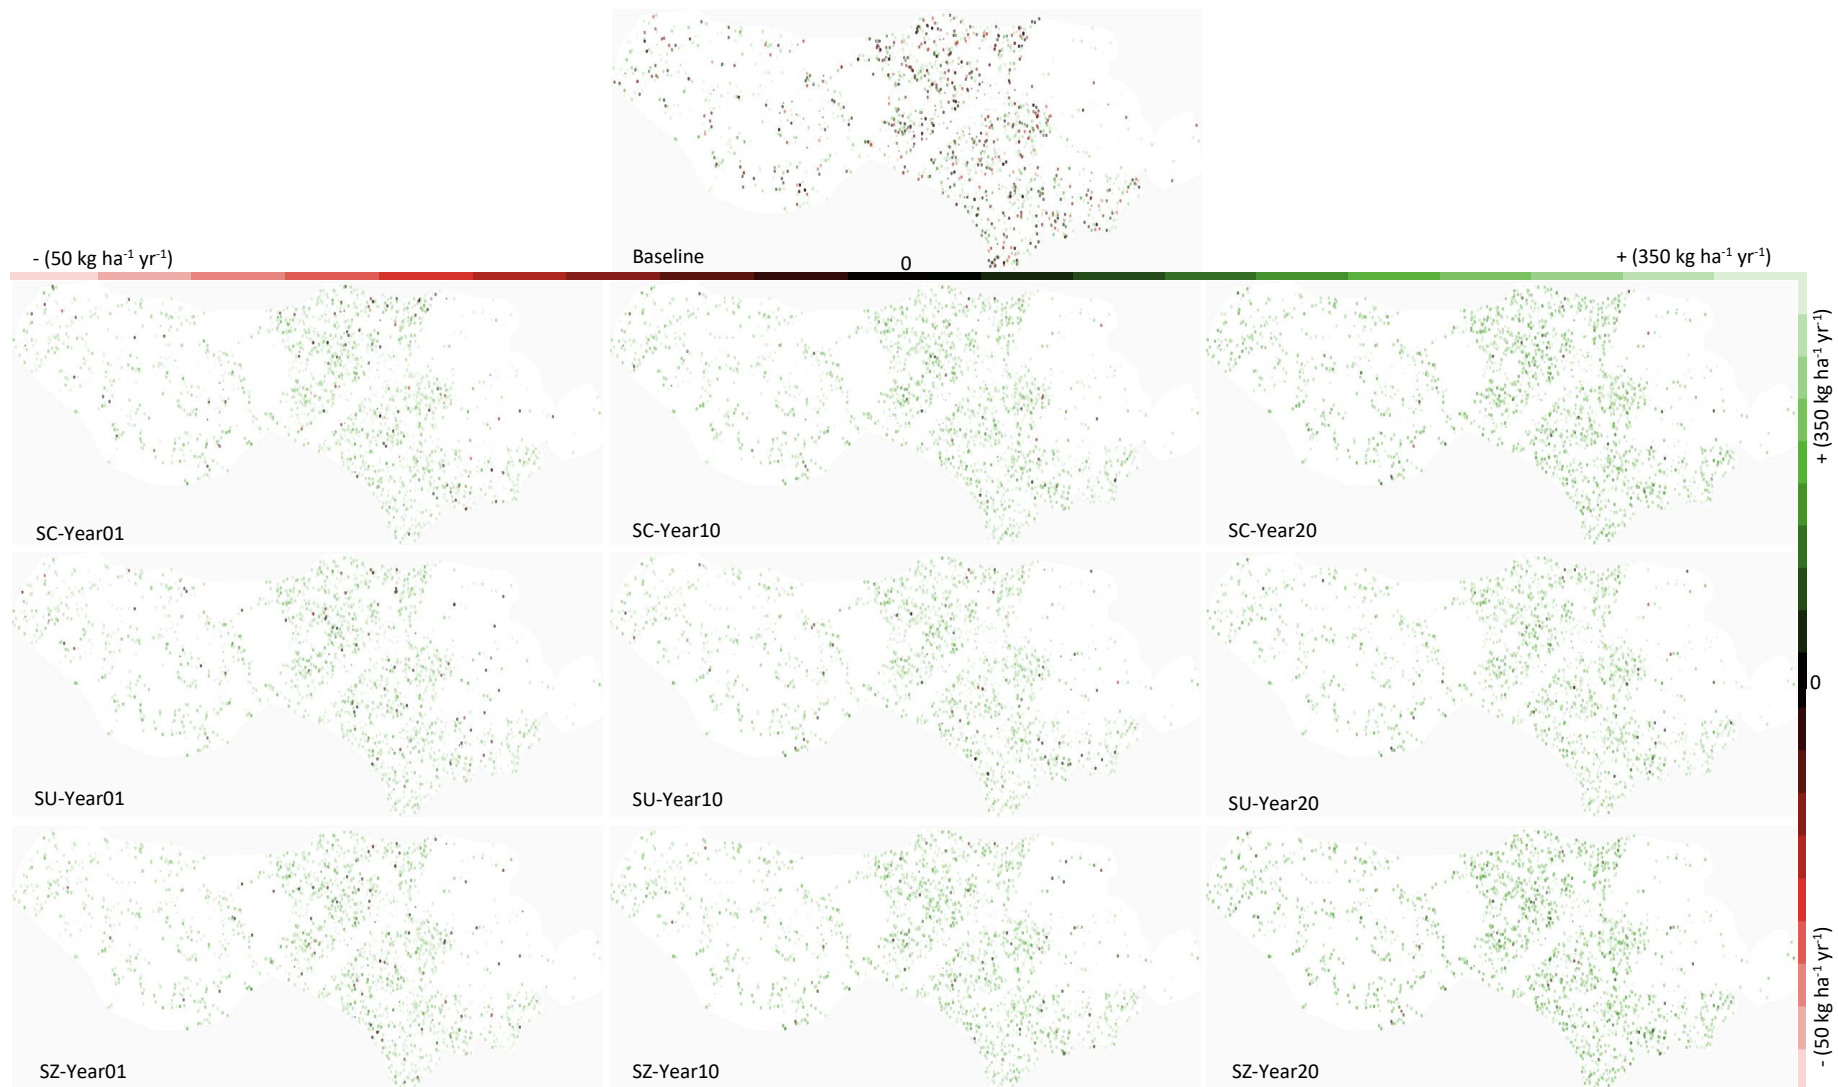 Baseline
- (50 kg ha⁻¹ yr⁻¹)
0
+ (350 kg ha⁻¹ yr⁻¹)
SC-Year01
SC-Year10
SC-Year20
+ (350 kg ha⁻¹ yr⁻¹)
SU-Year01
SU-Year10
SU-Year20
0
SZ-Year01
SZ-Year10
SZ-Year20
- (50 kg ha⁻¹ yr⁻¹)